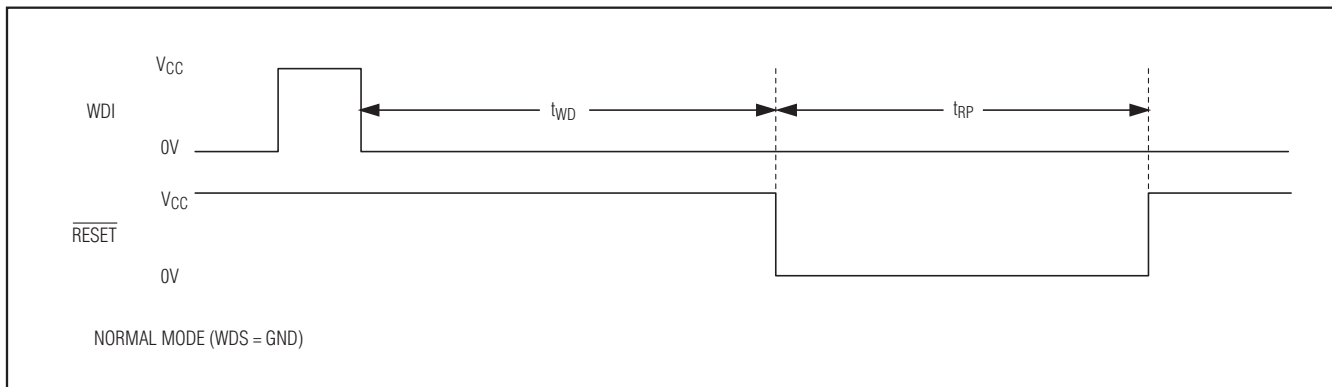 VCC
WDI
tWD
tRP
0V
VCC
RESET
0V
NORMAL MODE (WDS = GND)